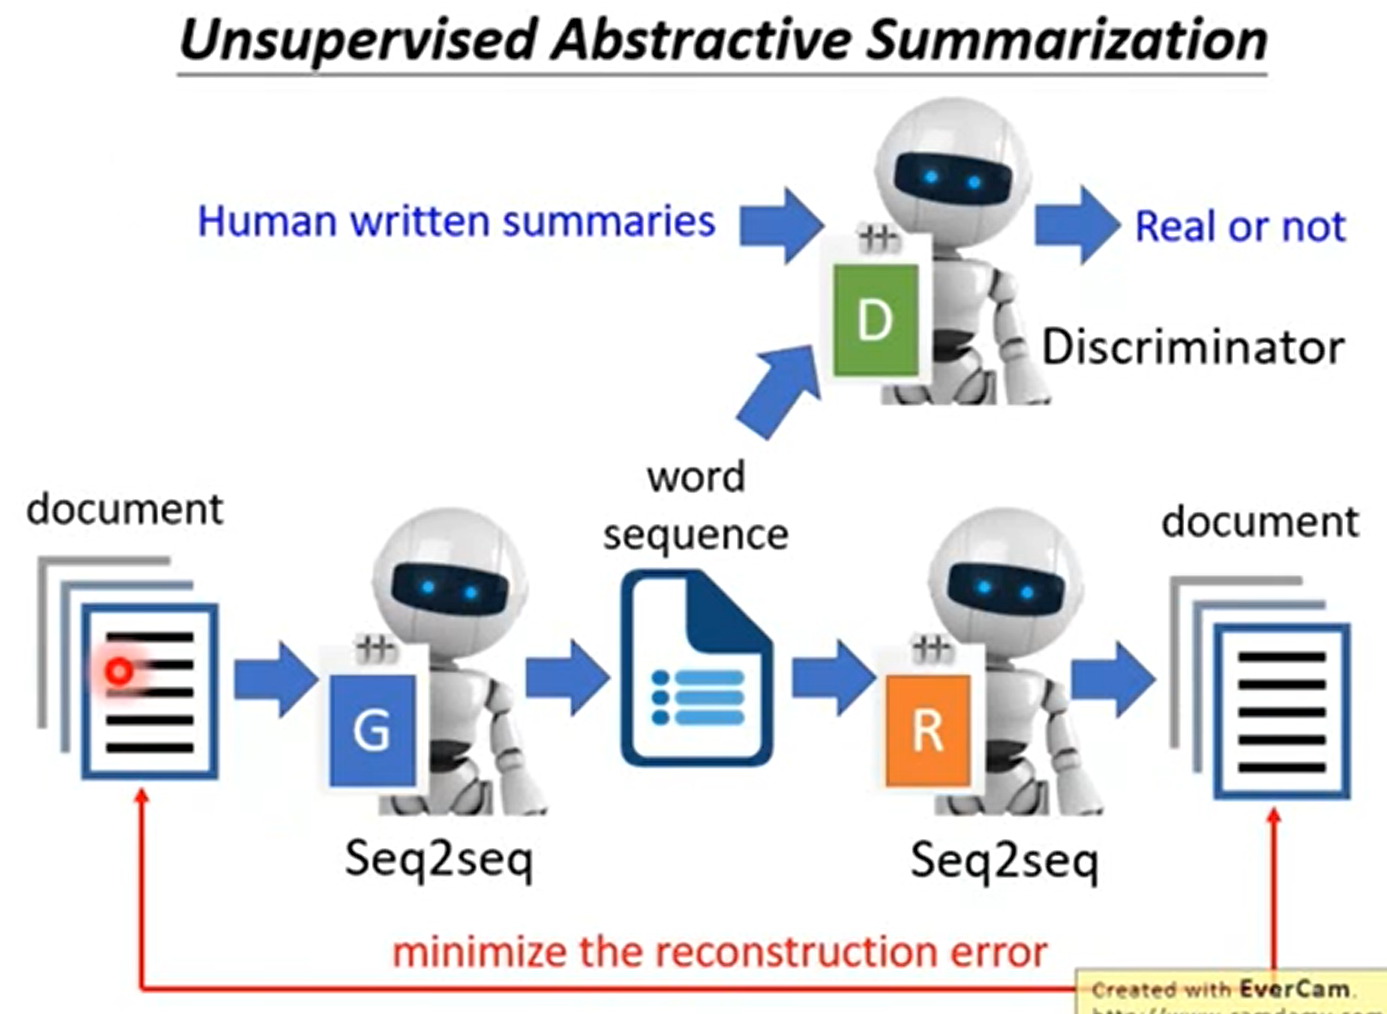 Unsupervised Abstractive Summarization
Human written summaries
Real or not
D
Discriminator
word
sequence
document
document
G
R
Seq2seq
Seq2seq
minimize the reconstruction error
Created with EverCam.